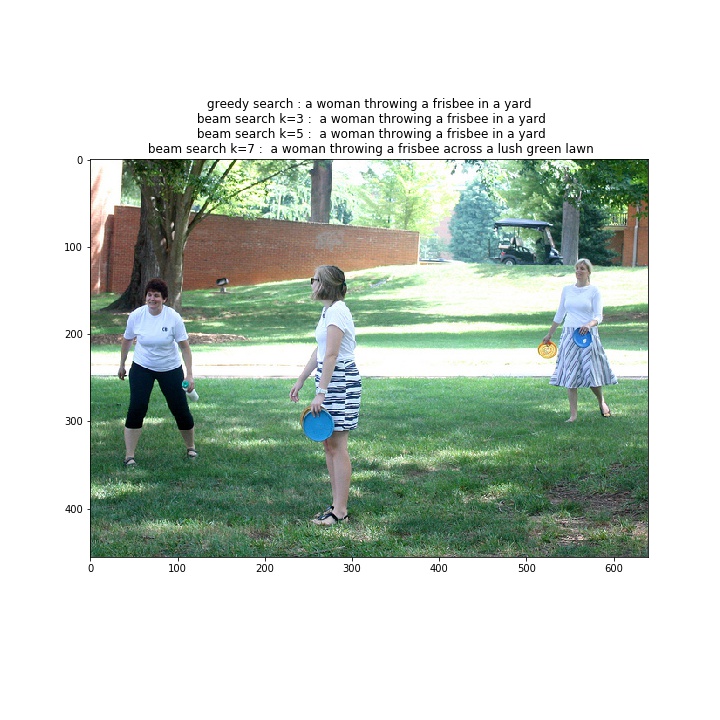 greedy search : a woman throwing a frisbee in a yard
beam search k=3 :  a woman throwing a frisbee in a yard
beam search k=5 :  a woman throwing a frisbee in a yard
beam search k=7 :  a woman throwing a frisbee across a lush green lawn
0
100
200
300
400
0 100 200 300 400 500 600